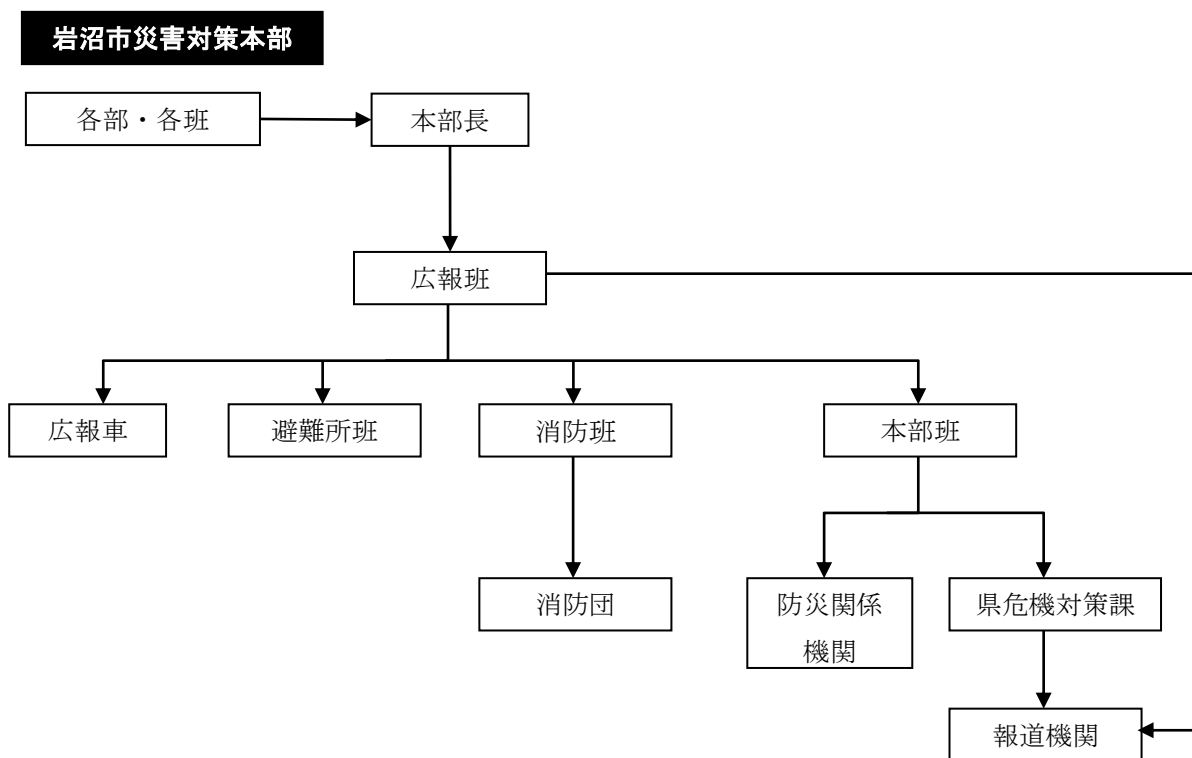 岩沼市災害対策本部
各部・各班
本部長
広報班
広報車
避難所班
消防班
本部班
消防団
防災関係
機関
県危機対策課
報道機関